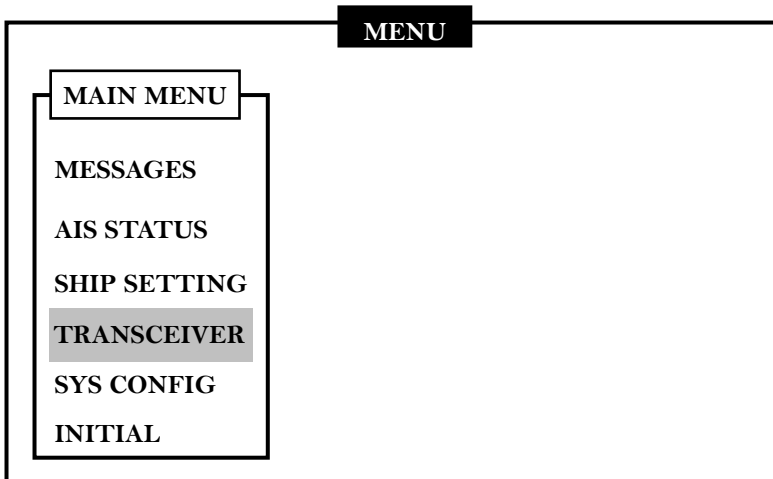 MENU
MAIN MENU
MESSAGES
AIS STATUS
SHIP SETTING
TRANSCEIVER
SYS CONFIG
INITIAL